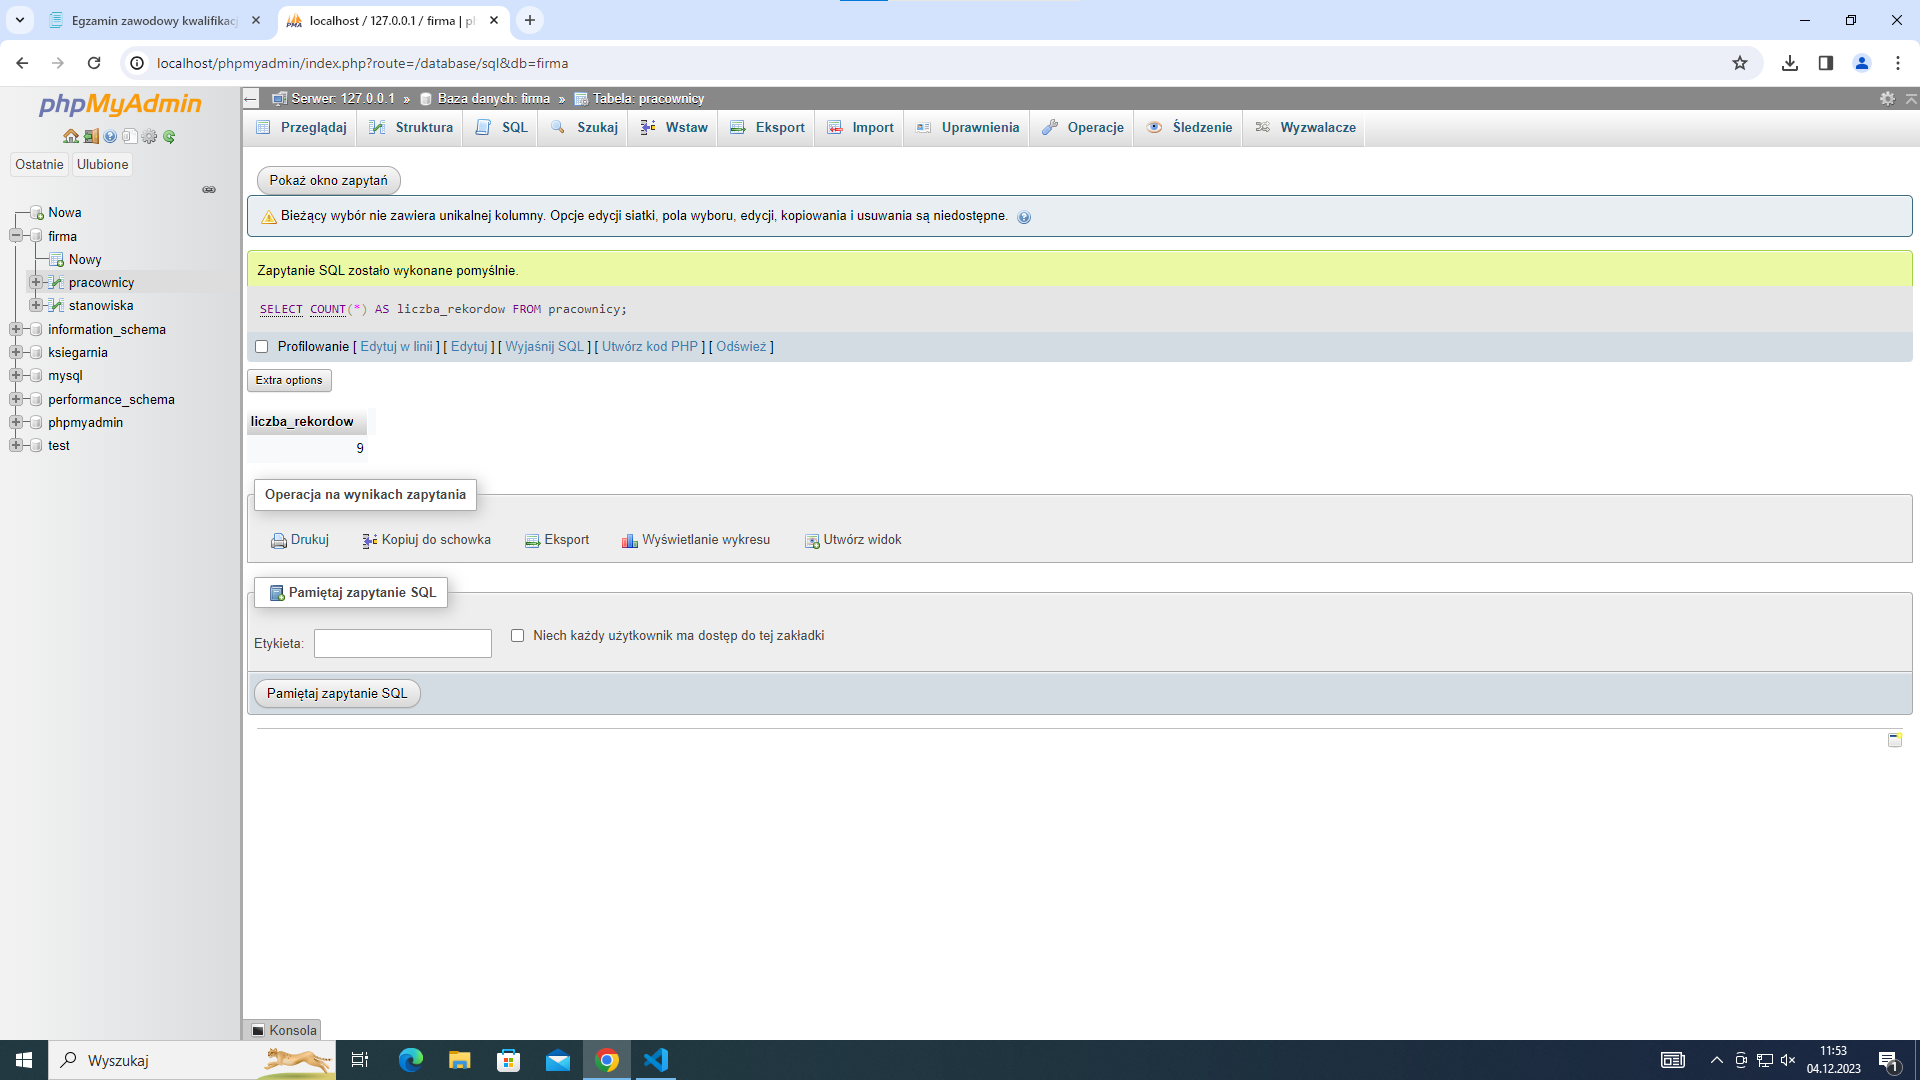 Egzamin zawodowy kwalifikac
localhost / 127.0.0.1 / firma | p
localhost/phpmyadmin/index.php?route=/database/sql&db=firma
phpMyAdmin
Ostatnie Ulubione
Nowa
firma
Nowy
pracownicy
stanowiska
information_schema
ksiegarnia
mysql
performance_schema
phpmyadmin
test
Serwer: 127.0.0.1 » Baza danych: firma » Tabela: pracownicy
Przeglądaj Struktura SQL Szukaj Wstaw Eksport Import Uprawnienia Operacje Śledzenie Wyzwalacze
Pokaż okno zapytań
Bieżący wybór nie zawiera unikalnej kolumny. Opcje edycji siatki, pola wyboru, edycji, kopiowania i usuwania są niedostępne.
Zapytanie SQL zostało wykonane pomyślnie.
SELECT COUNT(*) AS liczba_rekordow FROM pracownicy;
Profilowanie [ Edytuj w linii ] [ Edytuj ] [ Wyjaśnij SQL ] [ Utwórz kod PHP ] [ Odśwież ]
Extra options
liczba_rekordow
9
Operacja na wynikach zapytania
Drukuj Kopiuj do schowka Eksport Wyświetlanie wykresu Utwórz widok
Pamiętaj zapytanie SQL
Etykieta: Niech każdy użytkownik ma dostęp do tej zakładki
Pamiętaj zapytanie SQL
Konsola
Wyszukaj
11:53
04.12.2023
1